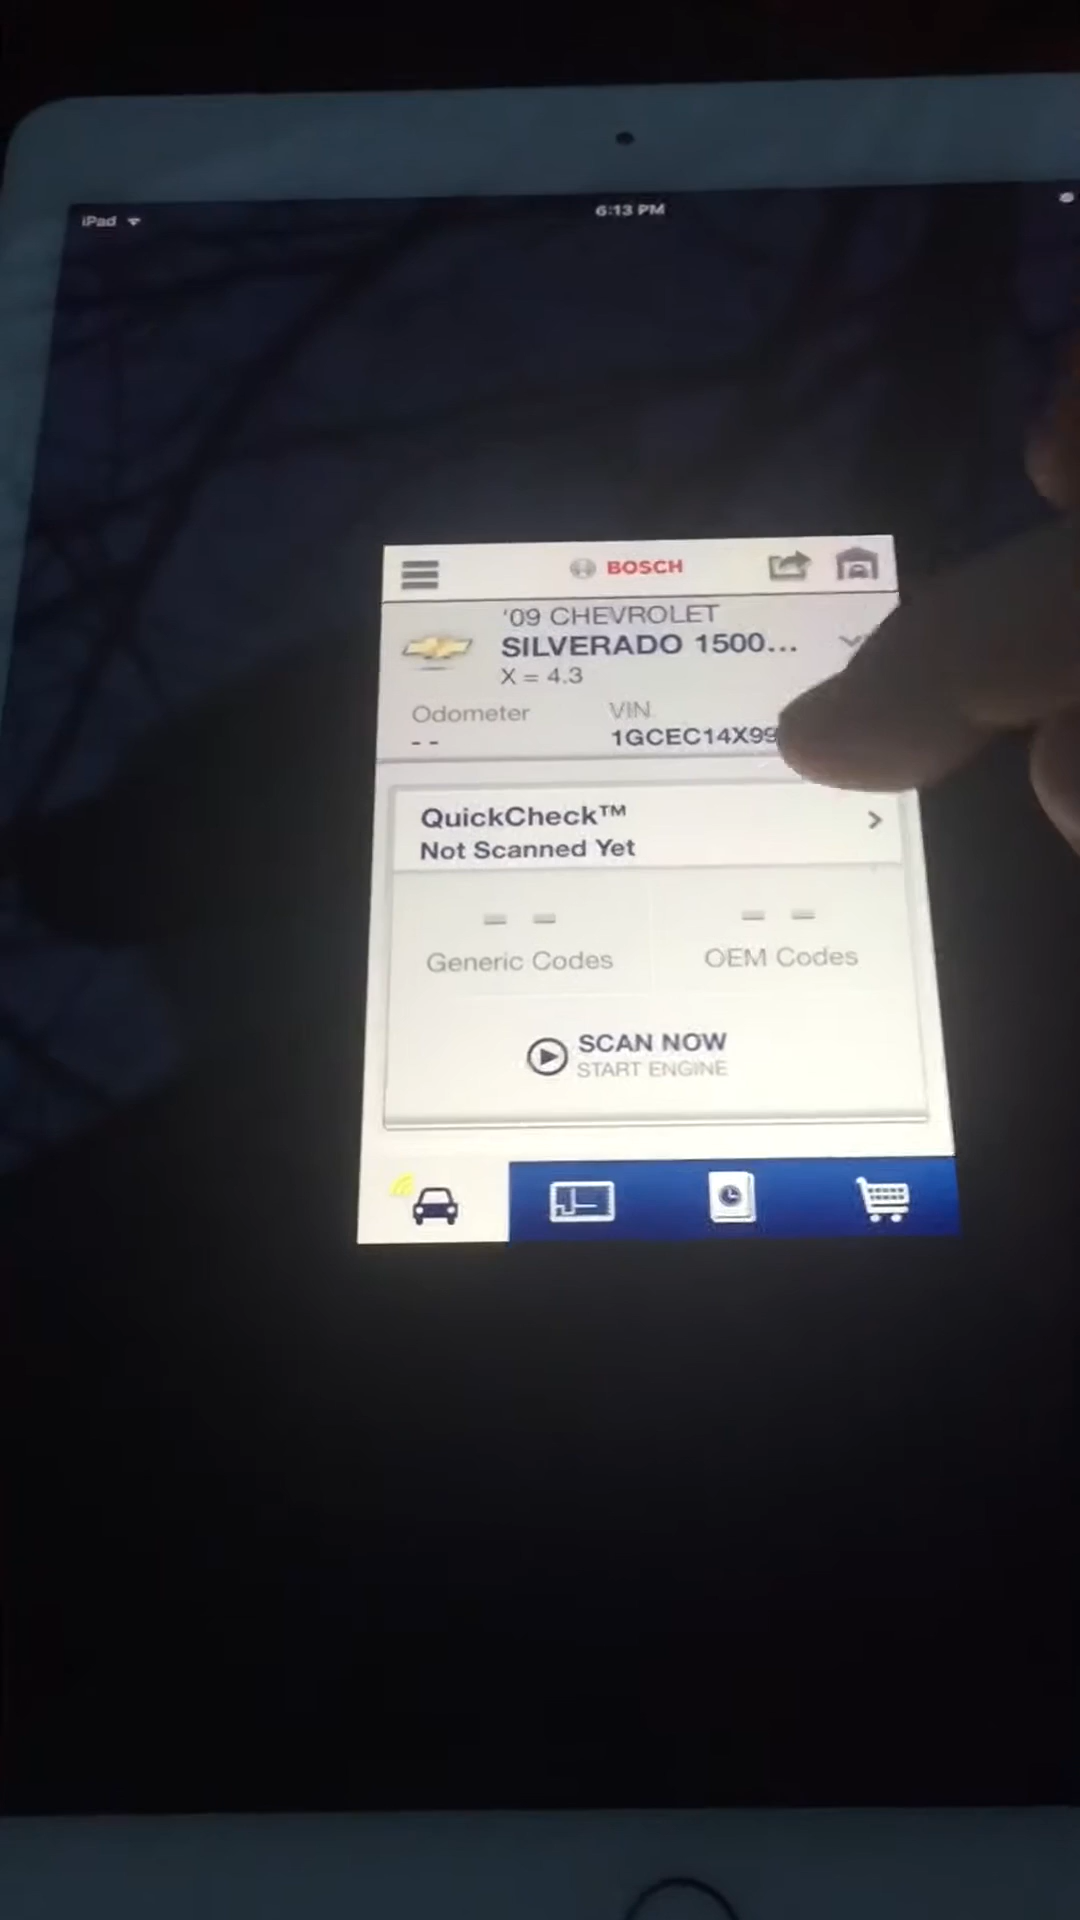 iPad
6:13 PM
BOSCH
'09 CHEVROLET
SILVERADO 1500...
X = 4.3
Odometer
VIN
- -
1GCEC14X99
QuickCheck™
Not Scanned Yet
Generic Codes
OEM Codes
SCAN NOW
START ENGINE